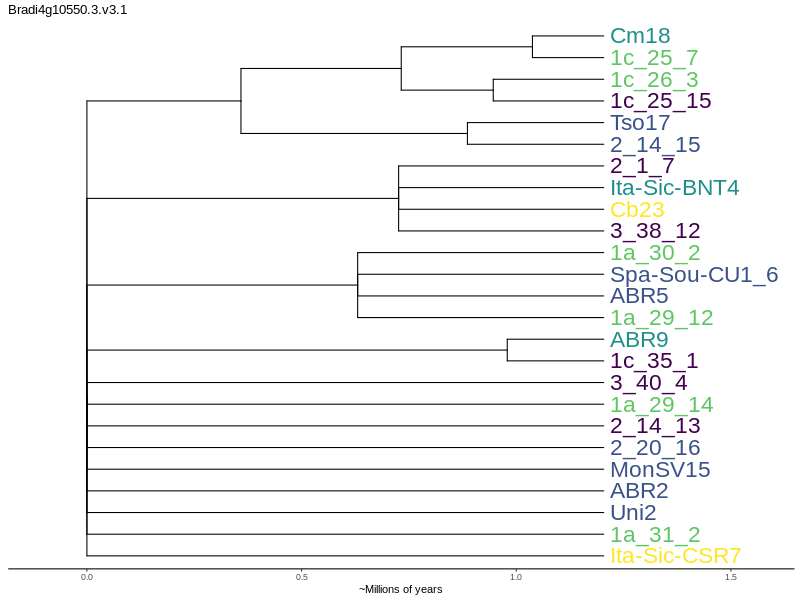 Bradi4g10550.3.v3.1
Cm18
1c_25_7
1c_26_3
1c_25_15
Tso17
2_14_15
2_1_7
Ita-Sic-BNT4
Cb23
3_38_12
1a_30_2
Spa-Sou-CU1_6
ABR5
1a_29_12
ABR9
1c_35_1
3_40_4
1a_29_14
2_14_13
2_20_16
MonSV15
ABR2
Uni2
1a_31_2
Ita-Sic-CSR7
0.0 0.5 1.0 1.5
~Millions of years